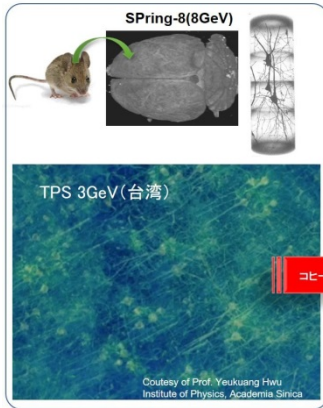 SPring-8(8GeV)
TPS 3GeV(台湾)
コヒー
Coutesy of Prof. Yeukuang Hwu
Institute of Physics, Academia Sinica